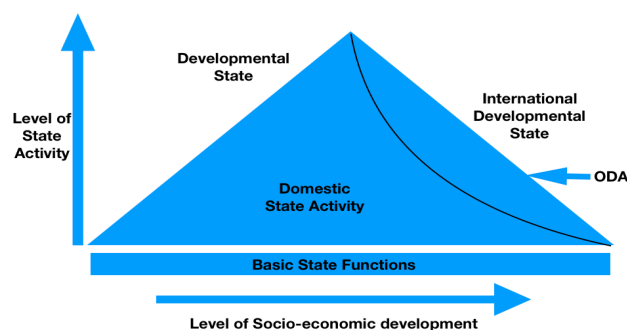 Developmental
State
Level of
State
Activity
International
Developmental
State
ODA
Domestic
State Activity
Basic State Functions
Level of Socio-economic development